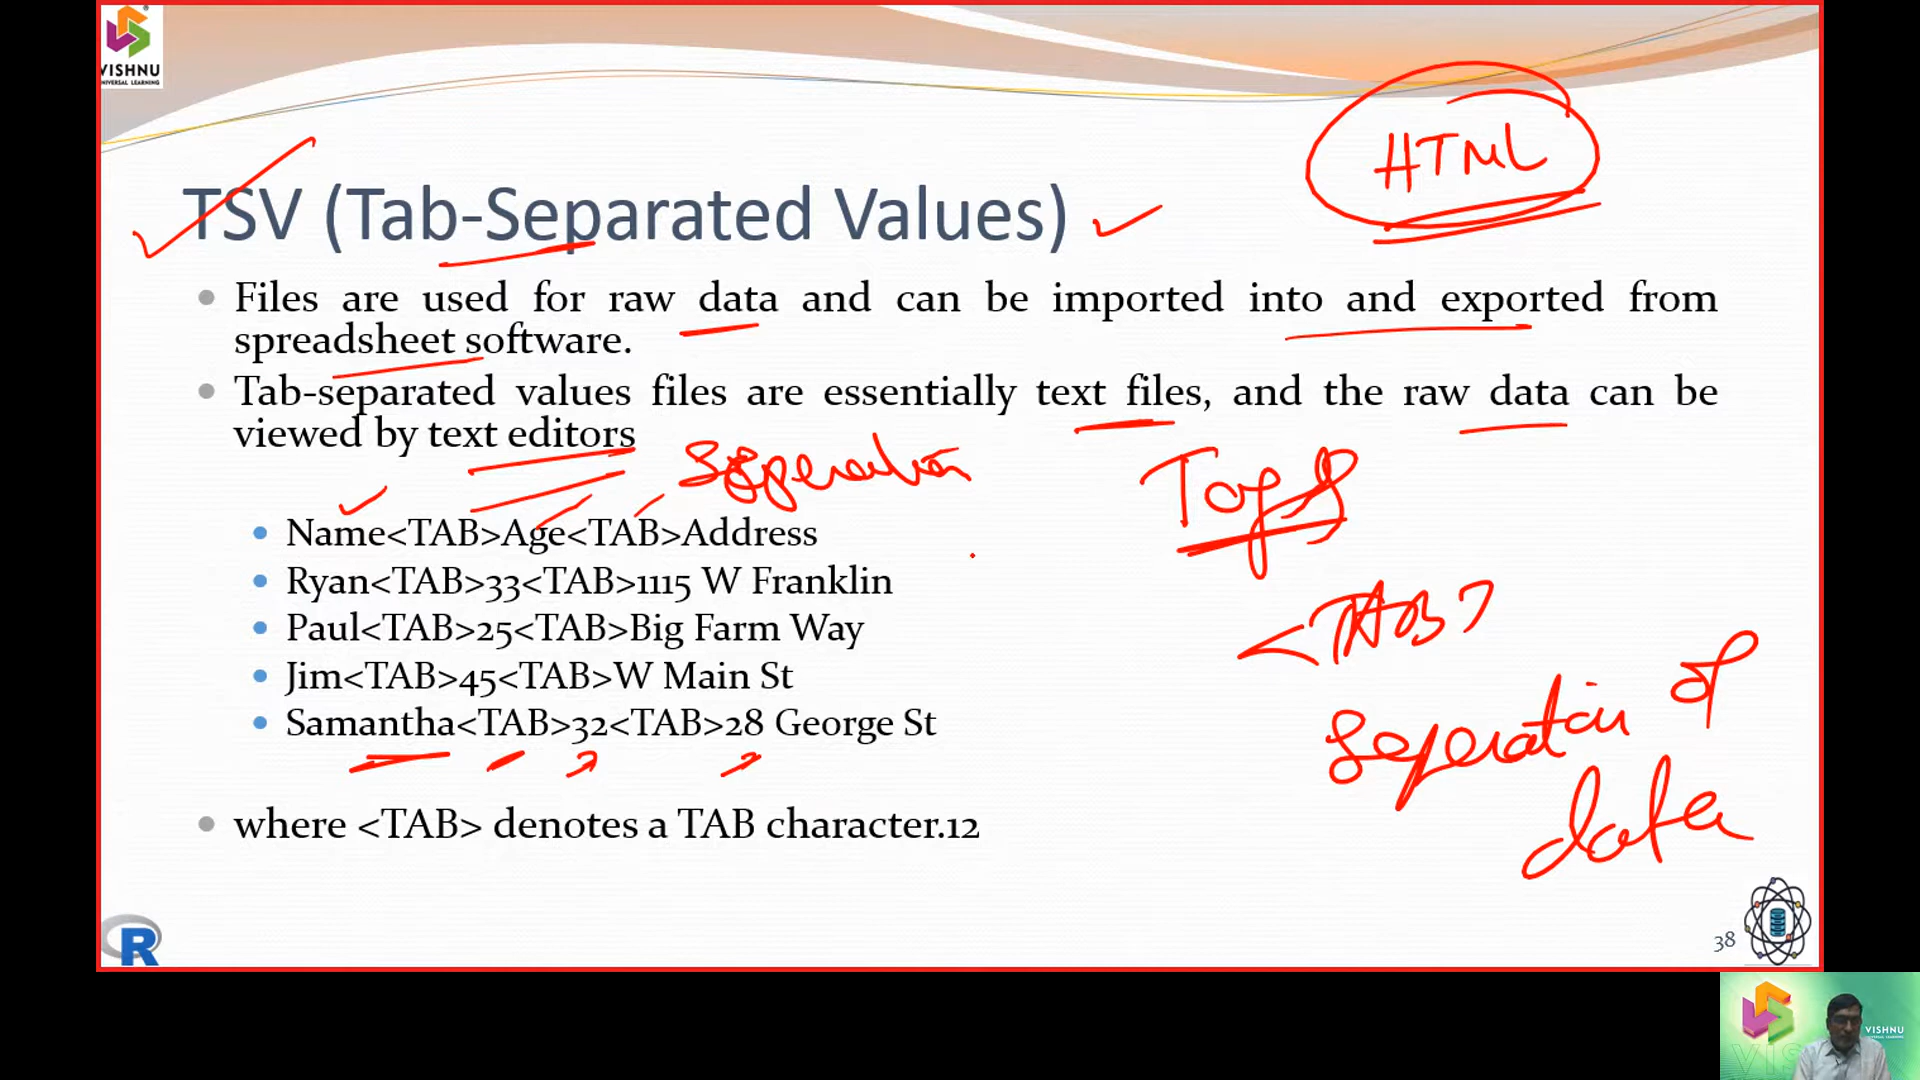 VISHNU
UNIVERSAL LEARNING
HTML
TSV (Tab-Separated Values)
Files are used for raw data and can be imported into and exported from
spreadsheet software.
Tab-separated values files are essentially text files, and the raw data can be
viewed by text editors
Name<TAB>Age<TAB>Address
Ryan<TAB>33<TAB>1115 W Franklin
Paul<TAB>25<TAB>Big Farm Way
Jim<TAB>45<TAB>W Main St
Samantha<TAB>32<TAB>28 George St
<TAB>
of
data
where <TAB> denotes a TAB character.12
R
38
VISHNU